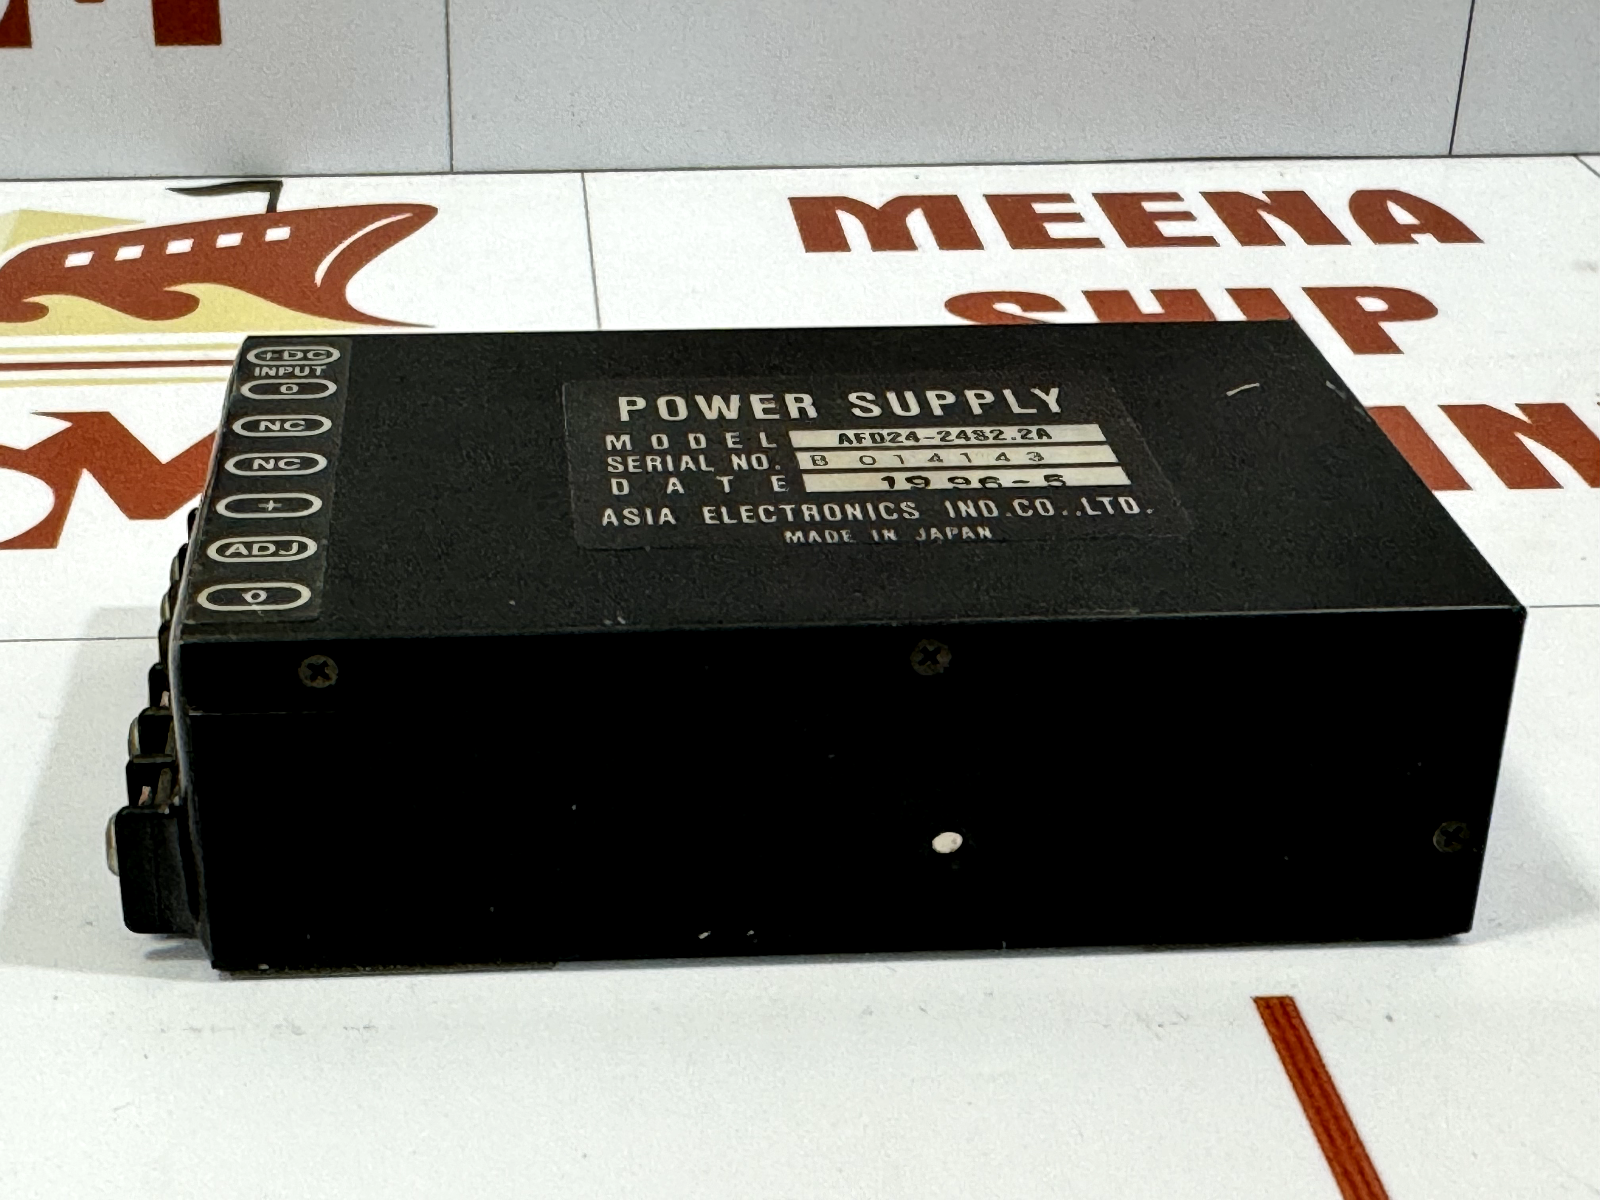 MEENA
SHIP
+DC
INPUT
0
NC
NC
+
ADJ
0
POWER SUPPLY
MODEL AFD24-24S2.2A
SERIAL NO. B 014143
DATE 1996-5
ASIA ELECTRONICS IND.CO.,LTD.
MADE IN JAPAN